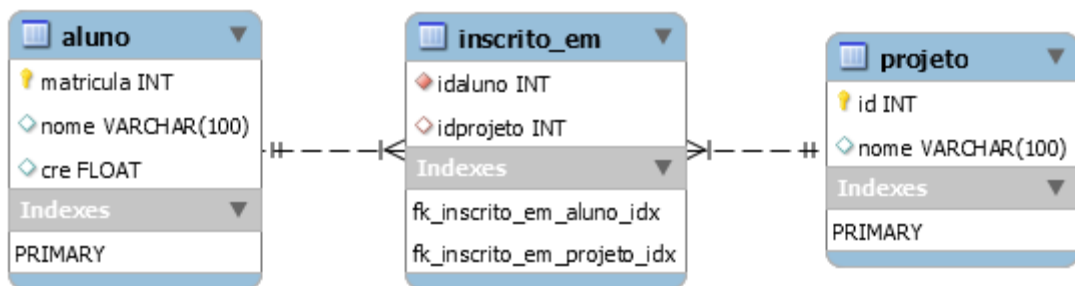 aluno
matricula INT
nome VARCHAR(100)
cre FLOAT
Indexes
PRIMARY
inscrito_em
idaluno INT
idprojeto INT
Indexes
fk_inscrito_em_aluno_idx
fk_inscrito_em_projeto_idx
projeto
id INT
nome VARCHAR(100)
Indexes
PRIMARY